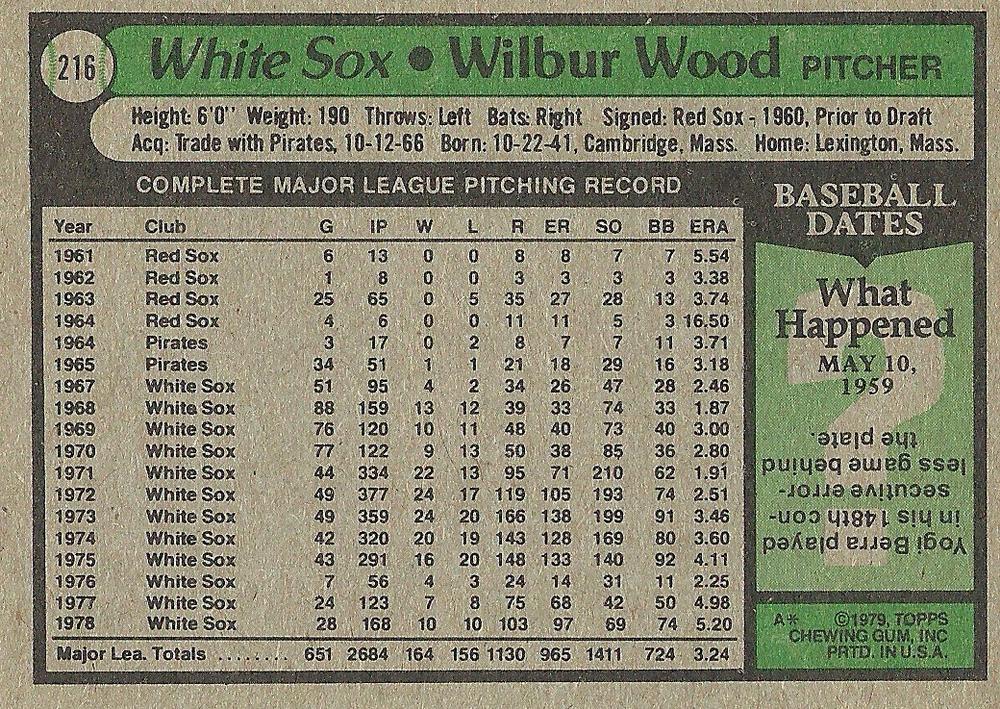 216
White Sox • Wilbur Wood PITCHER
Height: 6'0" Weight: 190 Throws: Left Bats: Right Signed: Red Sox - 1960, Prior to Draft
Acq: Trade with Pirates, 10-12-66 Born: 10-22-41, Cambridge, Mass. Home: Lexington, Mass.
COMPLETE MAJOR LEAGUE PITCHING RECORD
Year Club G IP W L R ER SO BB ERA
1961 Red Sox 6 13 0 0 8 8 7 7 5.54
1962 Red Sox 1 8 0 0 3 3 3 3 3.38
1963 Red Sox 25 65 0 5 35 27 28 13 3.74
1964 Red Sox 4 6 0 0 11 11 5 3 16.50
1964 Pirates 3 17 0 2 8 7 7 11 3.71
1965 Pirates 34 51 1 1 21 18 29 16 3.18
1967 White Sox 51 95 4 2 34 26 47 28 2.46
1968 White Sox 88 159 13 12 39 33 74 33 1.87
1969 White Sox 76 120 10 11 48 40 73 40 3.00
1970 White Sox 77 122 9 13 50 38 85 36 2.80
1971 White Sox 44 334 22 13 95 71 210 62 1.91
1972 White Sox 49 377 24 17 119 105 193 74 2.51
1973 White Sox 49 359 24 20 166 138 199 91 3.46
1974 White Sox 42 320 20 19 143 128 169 80 3.60
1975 White Sox 43 291 16 20 148 133 140 92 4.11
1976 White Sox 7 56 4 3 24 14 31 11 2.25
1977 White Sox 24 123 7 8 75 68 42 50 4.98
1978 White Sox 28 168 10 10 103 97 69 74 5.20
Major Lea. Totals ........ 651 2684 164 156 1130 965 1411 724 3.24
BASEBALL
DATES
What
Happened
MAY 10,
1959
?
Yogi Berra played
in his 148th con-
secutive error-
less game behind
the plate.
A* ©1979, TOPPS
CHEWING GUM, INC
PRTD. IN U.S.A.